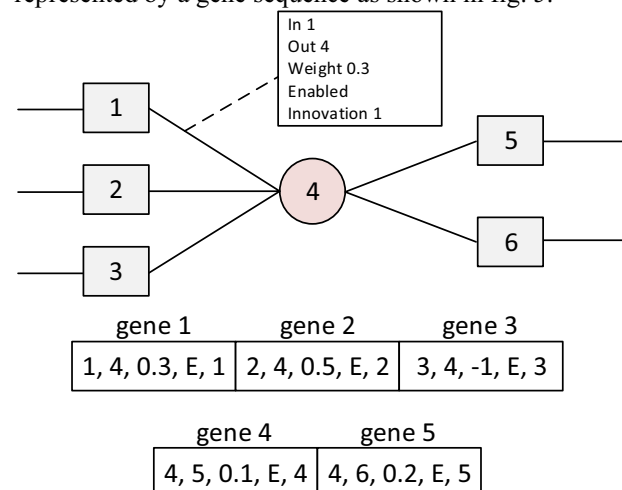 represented by a gene sequence as shown in fig. 3.
In 1
Out 4
Weight 0.3
Enabled
Innovation 1
1
2
3
4
5
6
gene 1 gene 2 gene 3
1, 4, 0.3, E, 1 2, 4, 0.5, E, 2 3, 4, -1, E, 3
gene 4 gene 5
4, 5, 0.1, E, 4 4, 6, 0.2, E, 5